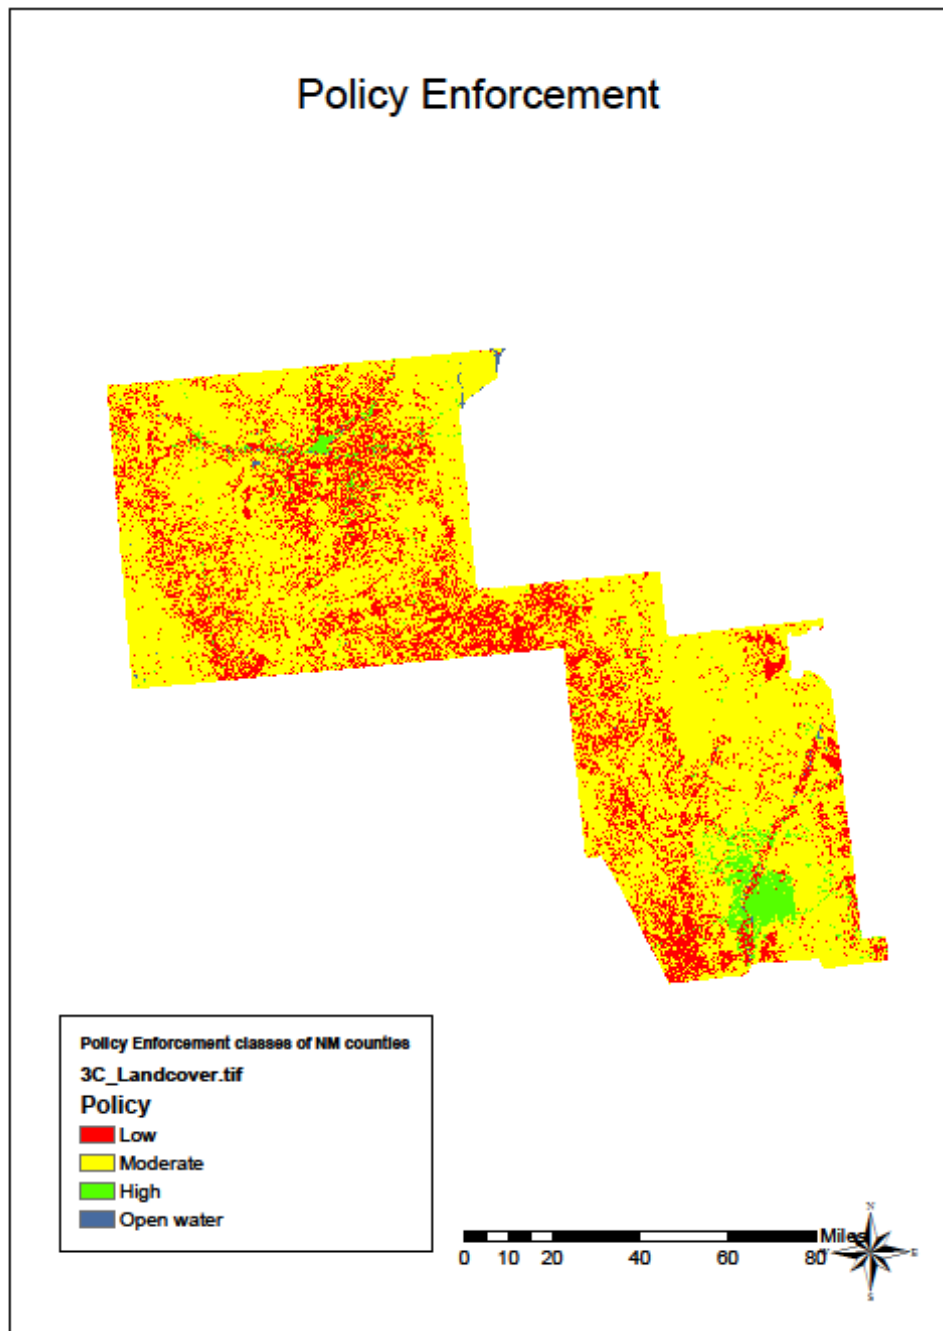 Policy Enforcement
Policy Enforcement classes of NM counties
3C_Landcover.tif
Policy
Low
Moderate
High
Open water
Miles
0 10 20 40 60 80
N
E
S